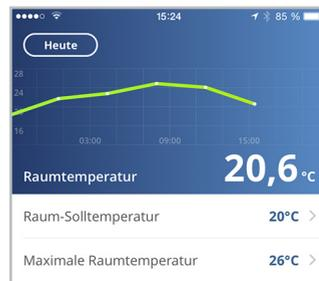 15:24 85 %
Heute
28
24
16
03:00 09:00 15:00
Raumtemperatur 20,6 °C
Raum-Solltemperatur 20°C
Maximale Raumtemperatur 26°C